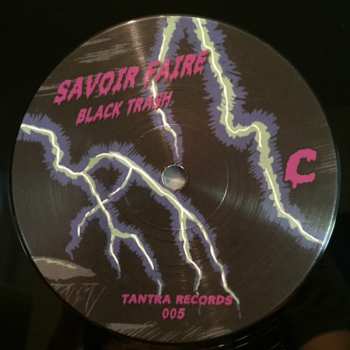 SAVOIR FAIRE
BLACK TRASH
C
TANTRA RECORDS
005